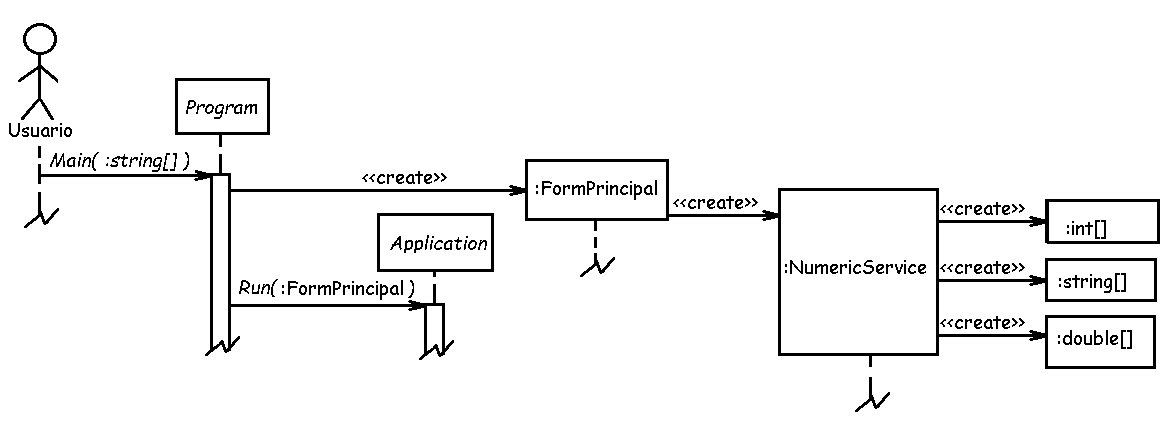 Usuario
Program
Main( :string[] )
<<create>>
:FormPrincipal
<<create>>
Application
Run( :FormPrincipal )
:NumericService
<<create>>
:int[]
<<create>>
:string[]
<<create>>
:double[]